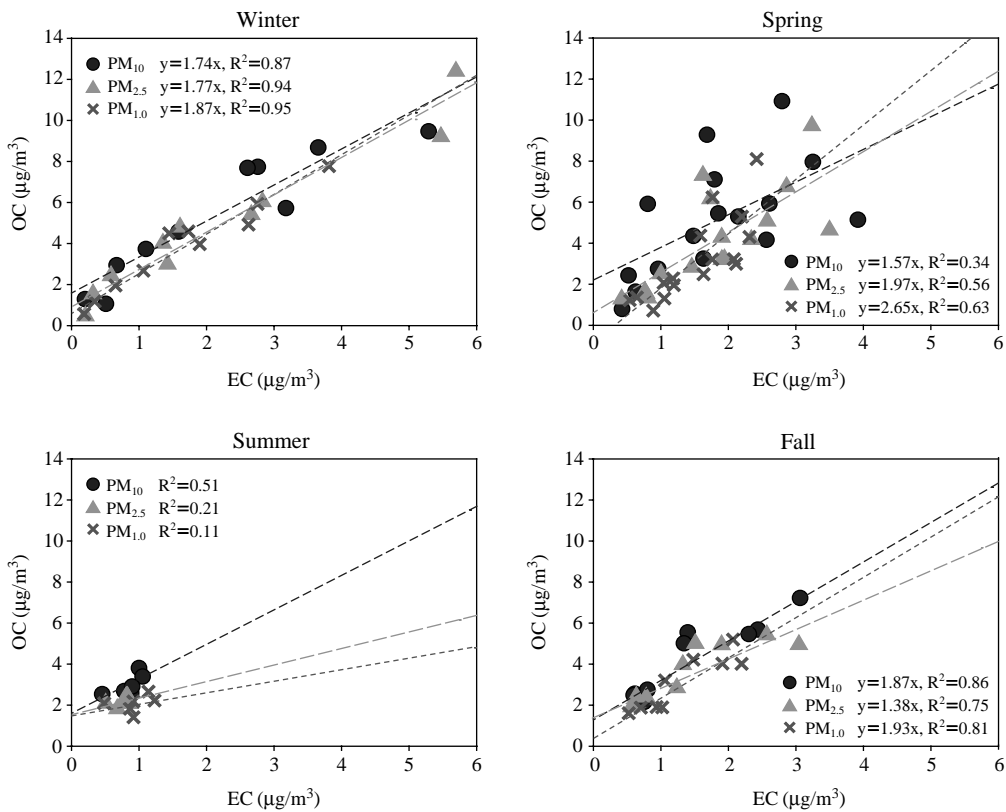 Winter
14
12
10
8
6
4
2
0
OC (μg/m³)
PM₁₀ y=1.74x, R²=0.87
PM₂.₅ y=1.77x, R²=0.94
PM₁.₀ y=1.87x, R²=0.95
0 1 2 3 4 5 6
EC (μg/m³)
Spring
14
12
10
8
6
4
2
0
OC (μg/m³)
PM₁₀ y=1.57x, R²=0.34
PM₂.₅ y=1.97x, R²=0.56
PM₁.₀ y=2.65x, R²=0.63
0 1 2 3 4 5 6
EC (μg/m³)
Summer
14
12
10
8
6
4
2
0
OC (μg/m³)
PM₁₀ R²=0.51
PM₂.₅ R²=0.21
PM₁.₀ R²=0.11
0 1 2 3 4 5 6
EC (μg/m³)
Fall
14
12
10
8
6
4
2
0
OC (μg/m³)
PM₁₀ y=1.87x, R²=0.86
PM₂.₅ y=1.38x, R²=0.75
PM₁.₀ y=1.93x, R²=0.81
0 1 2 3 4 5 6
EC (μg/m³)